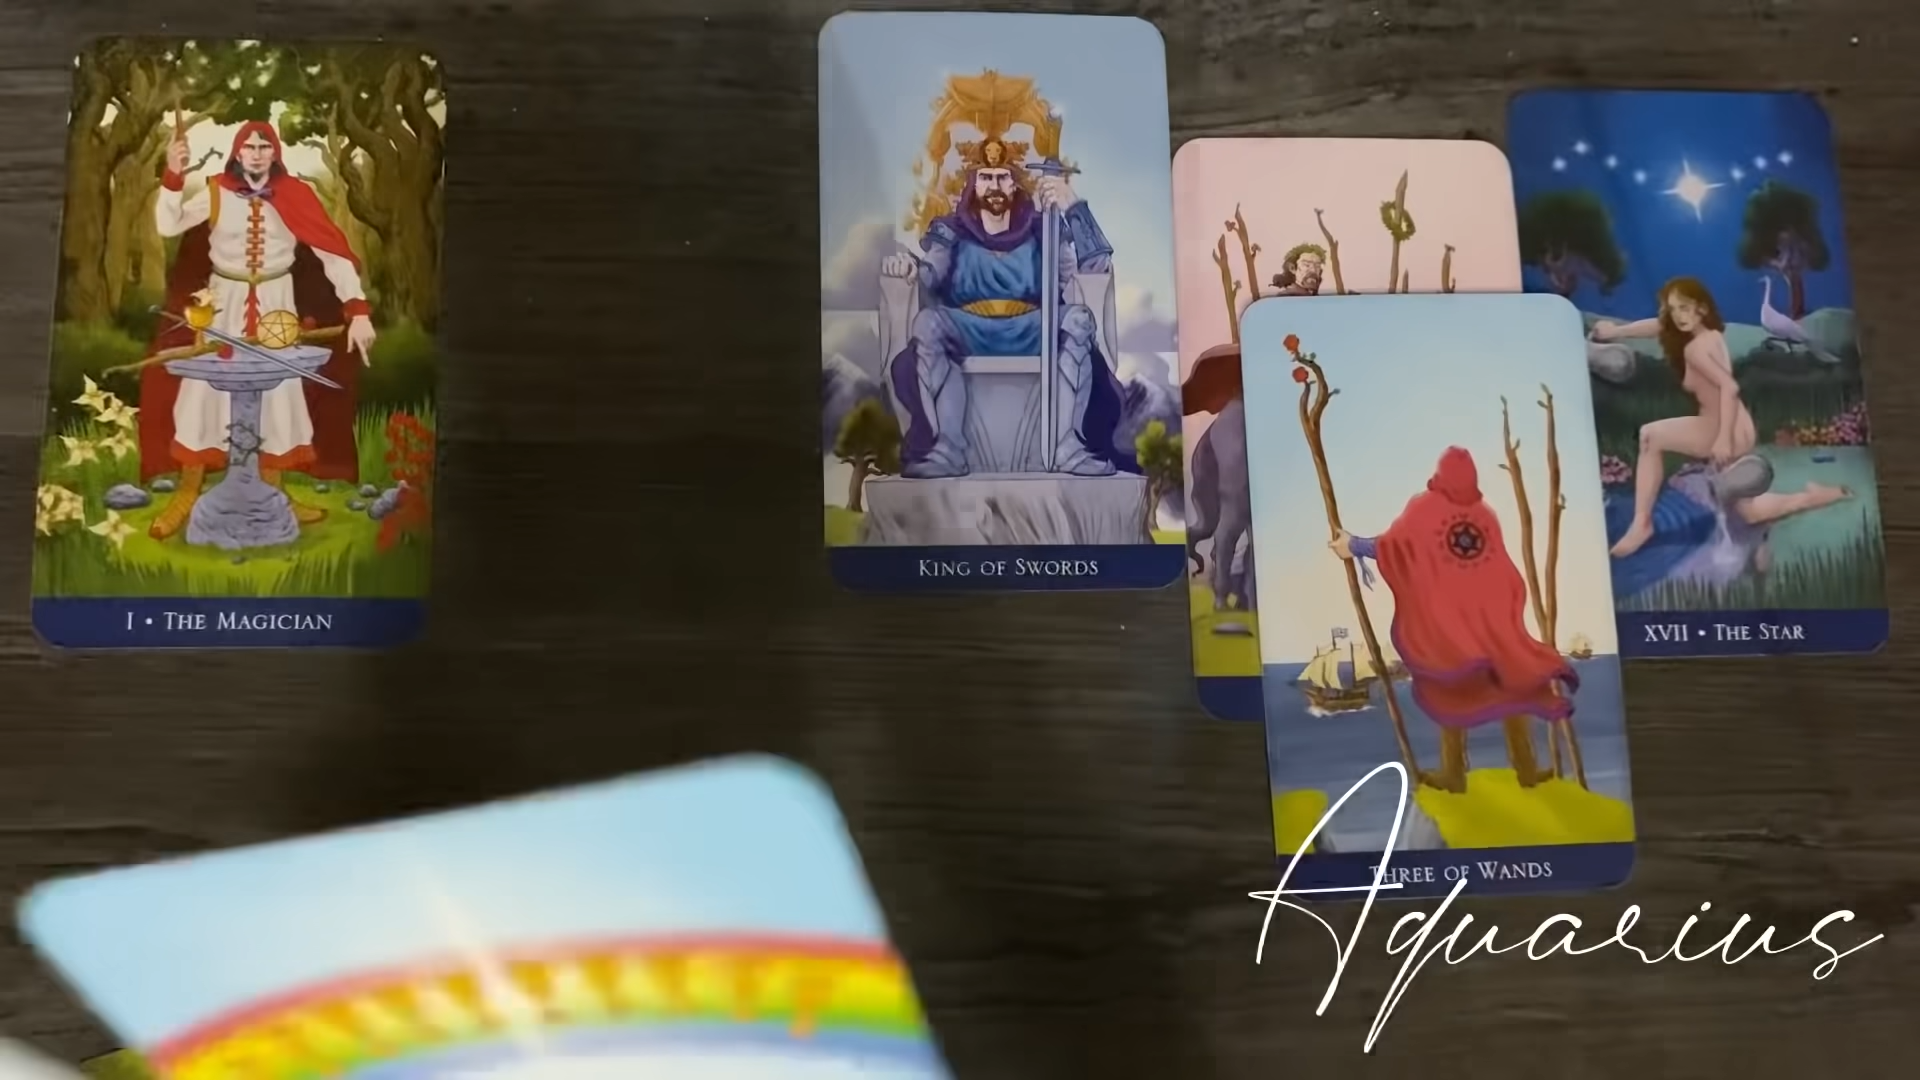 I • THE MAGICIAN
KING OF SWORDS
XVII • THE STAR
THREE OF WANDS
Aquarius